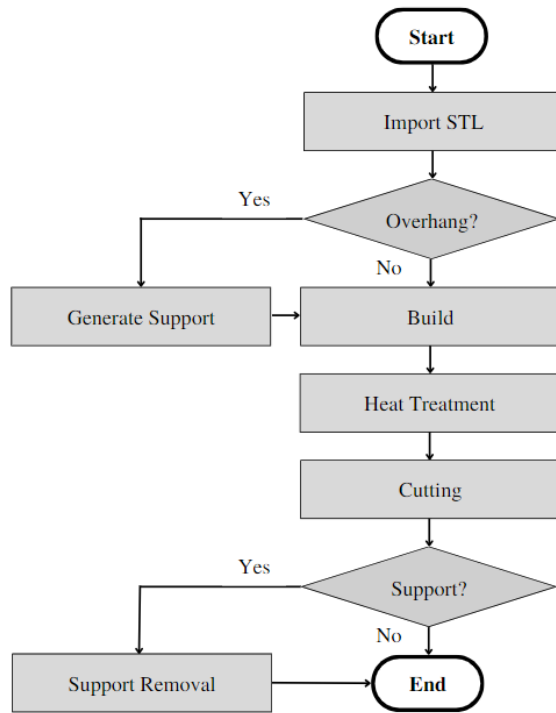 Start
Import STL
Yes
Overhang?
No
Generate Support
Build
Heat Treatment
Cutting
Yes
Support?
No
Support Removal
End